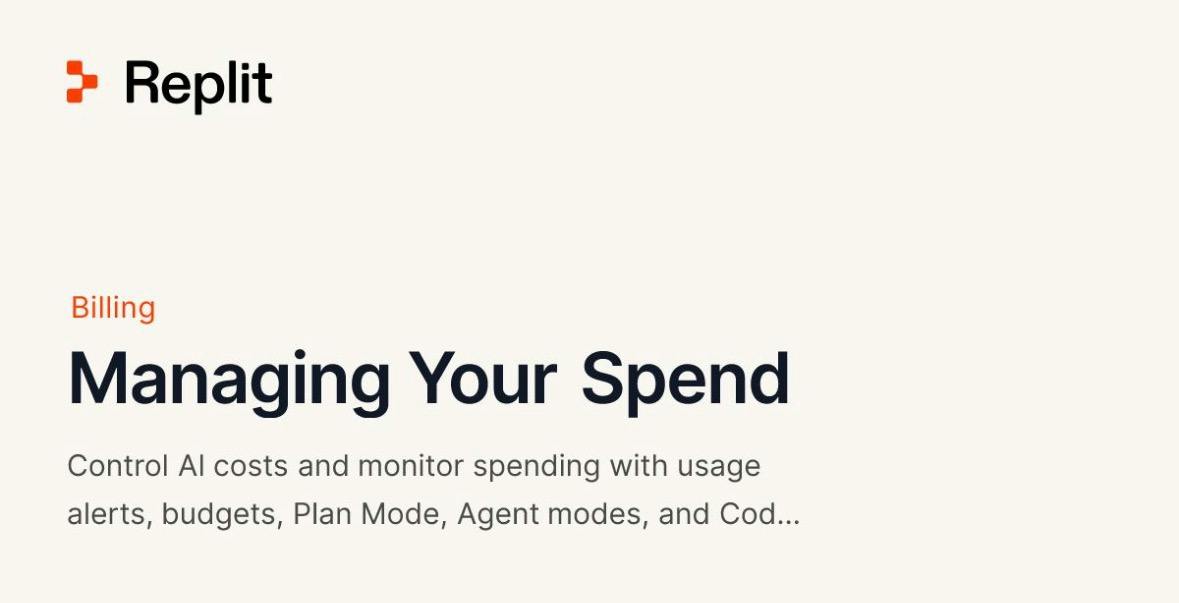 Replit
Billing
Managing Your Spend
Control AI costs and monitor spending with usage
alerts, budgets, Plan Mode, Agent modes, and Cod...